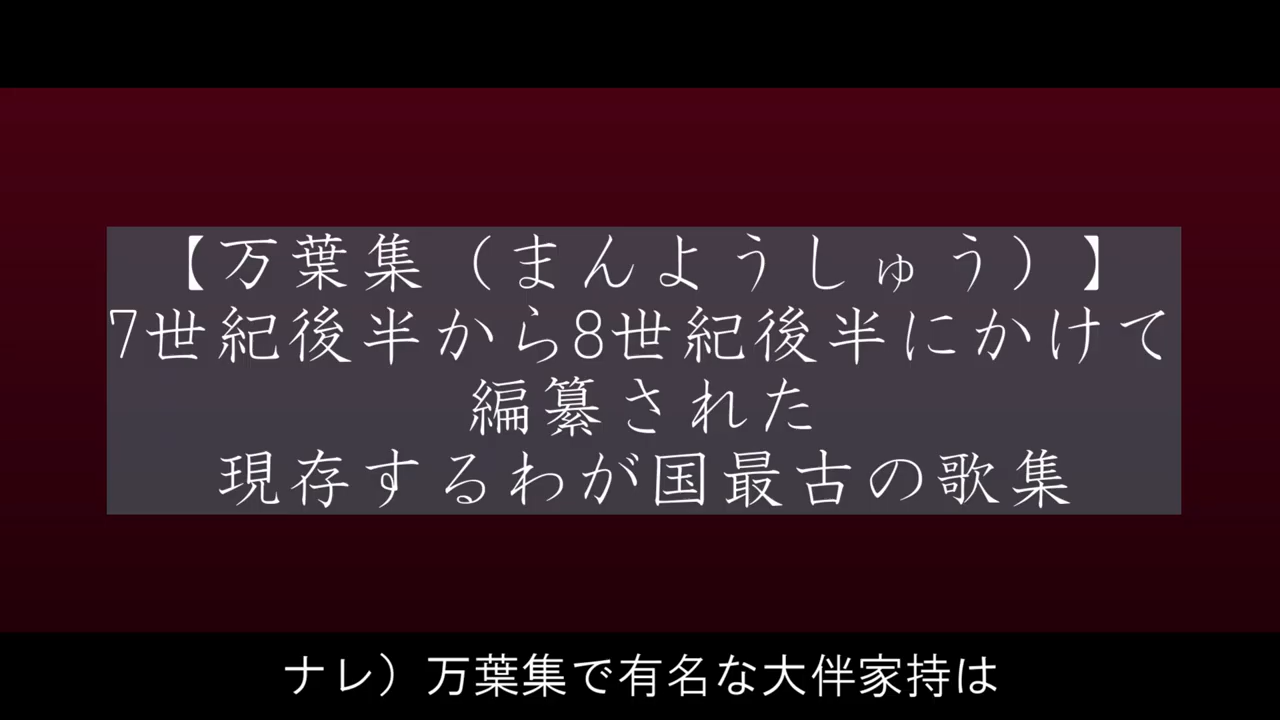 【万葉集（まんようしゅう）】
7世紀後半から8世紀後半にかけて
編纂された
現存するわが国最古の歌集
ナレ）万葉集で有名な大伴家持は